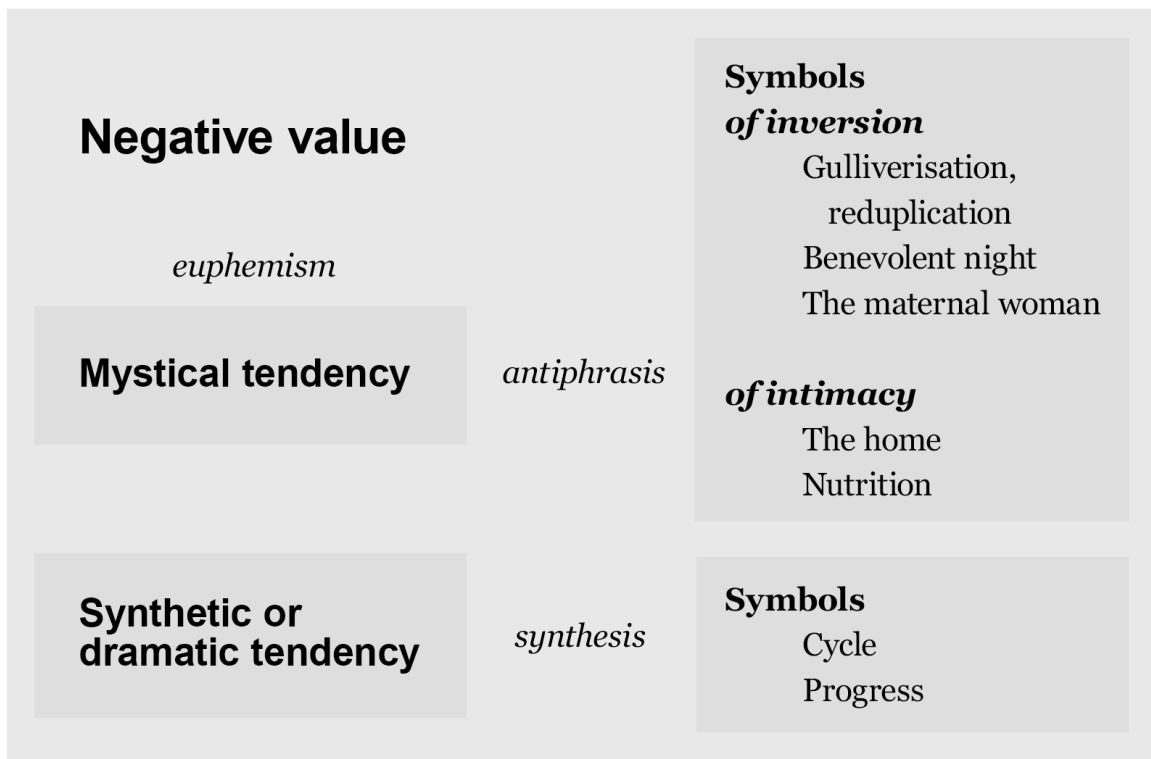 Negative value
euphemism
Mystical tendency
antiphrasis
Symbols
of inversion
Gulliverisation,
reduplication
Benevolent night
The maternal woman
of intimacy
The home
Nutrition
Synthetic or
dramatic tendency
synthesis
Symbols
Cycle
Progress